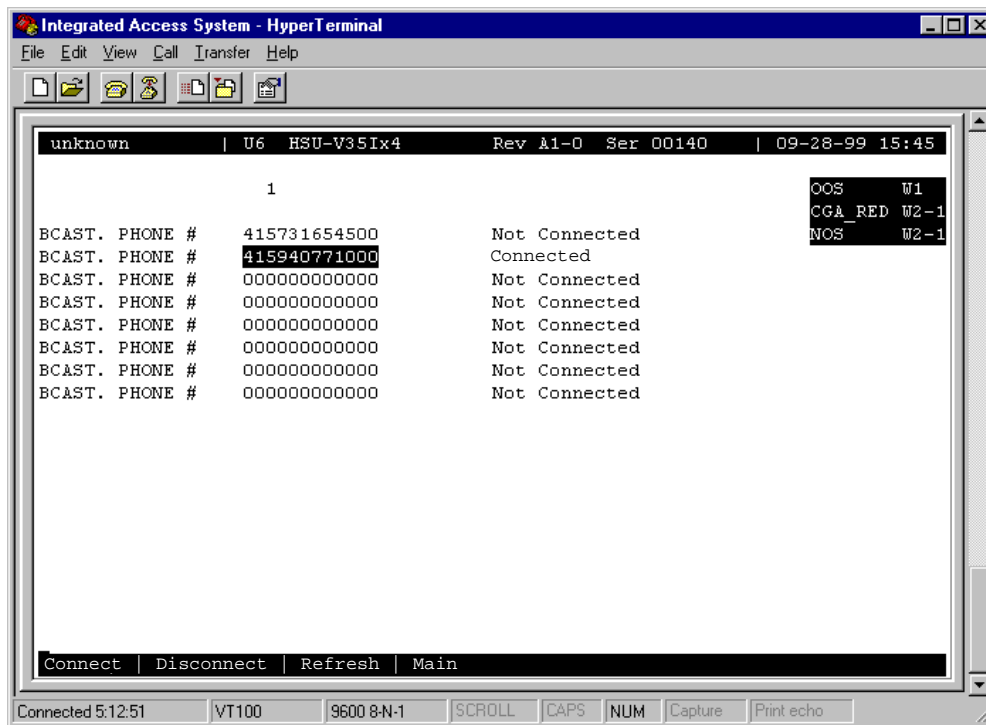 Integrated Access System - HyperTerminal
File Edit View Call Transfer Help
unknown | U6 HSU-V35Ix4 Rev A1-0 Ser 00140 | 09-28-99 15:45
1 OOS W1
CGA_RED W2-1
BCAST. PHONE # 415731654500 Not Connected NOS W2-1
BCAST. PHONE # 415940771000 Connected
BCAST. PHONE # 000000000000 Not Connected
BCAST. PHONE # 000000000000 Not Connected
BCAST. PHONE # 000000000000 Not Connected
BCAST. PHONE # 000000000000 Not Connected
BCAST. PHONE # 000000000000 Not Connected
BCAST. PHONE # 000000000000 Not Connected
Connect | Disconnect | Refresh | Main
Connected 5:12:51 VT100 9600 8-N-1 SCROLL CAPS NUM Capture Print echo